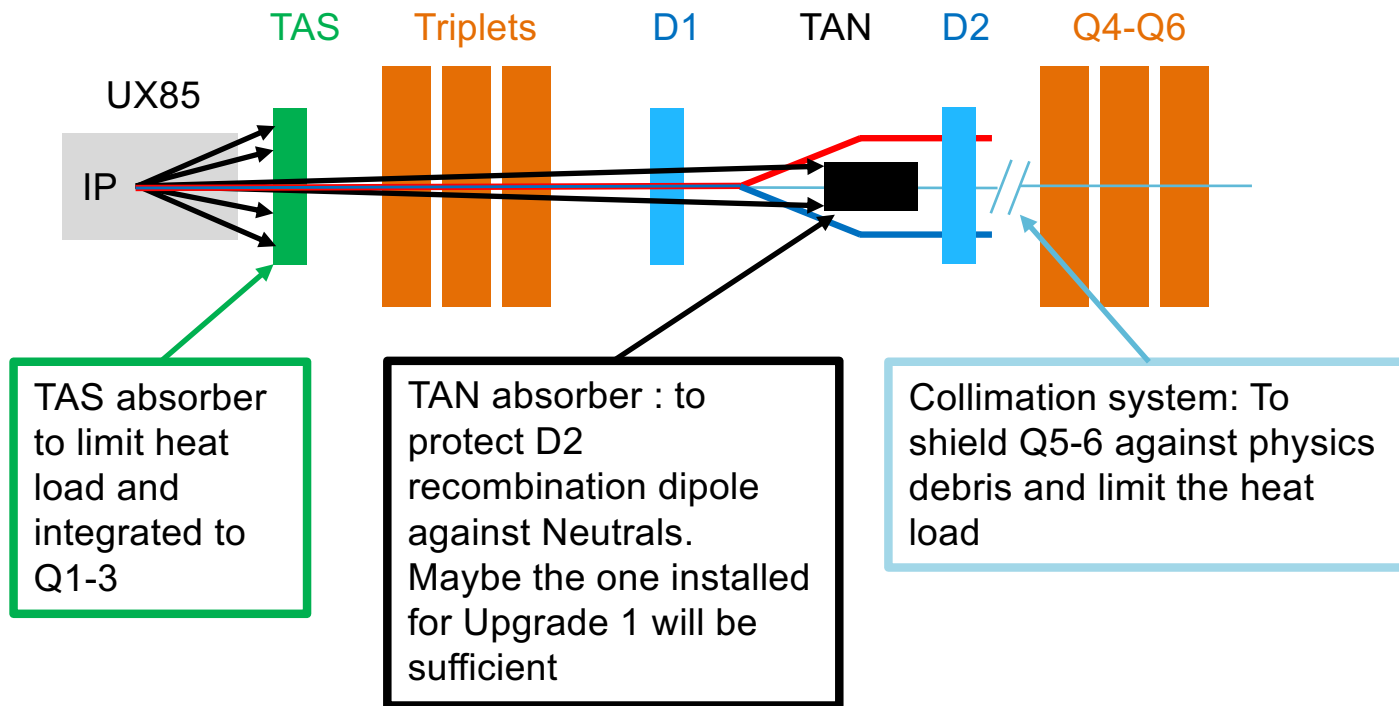 TAS Triplets D1 TAN D2 Q4-Q6
UX85
IP
TAS absorber
to limit heat
load and
integrated to
Q1-3
TAN absorber : to
protect D2
recombination dipole
against Neutrals.
Maybe the one installed
for Upgrade 1 will be
sufficient
Collimation system: To
shield Q5-6 against physics
debris and limit the heat
load